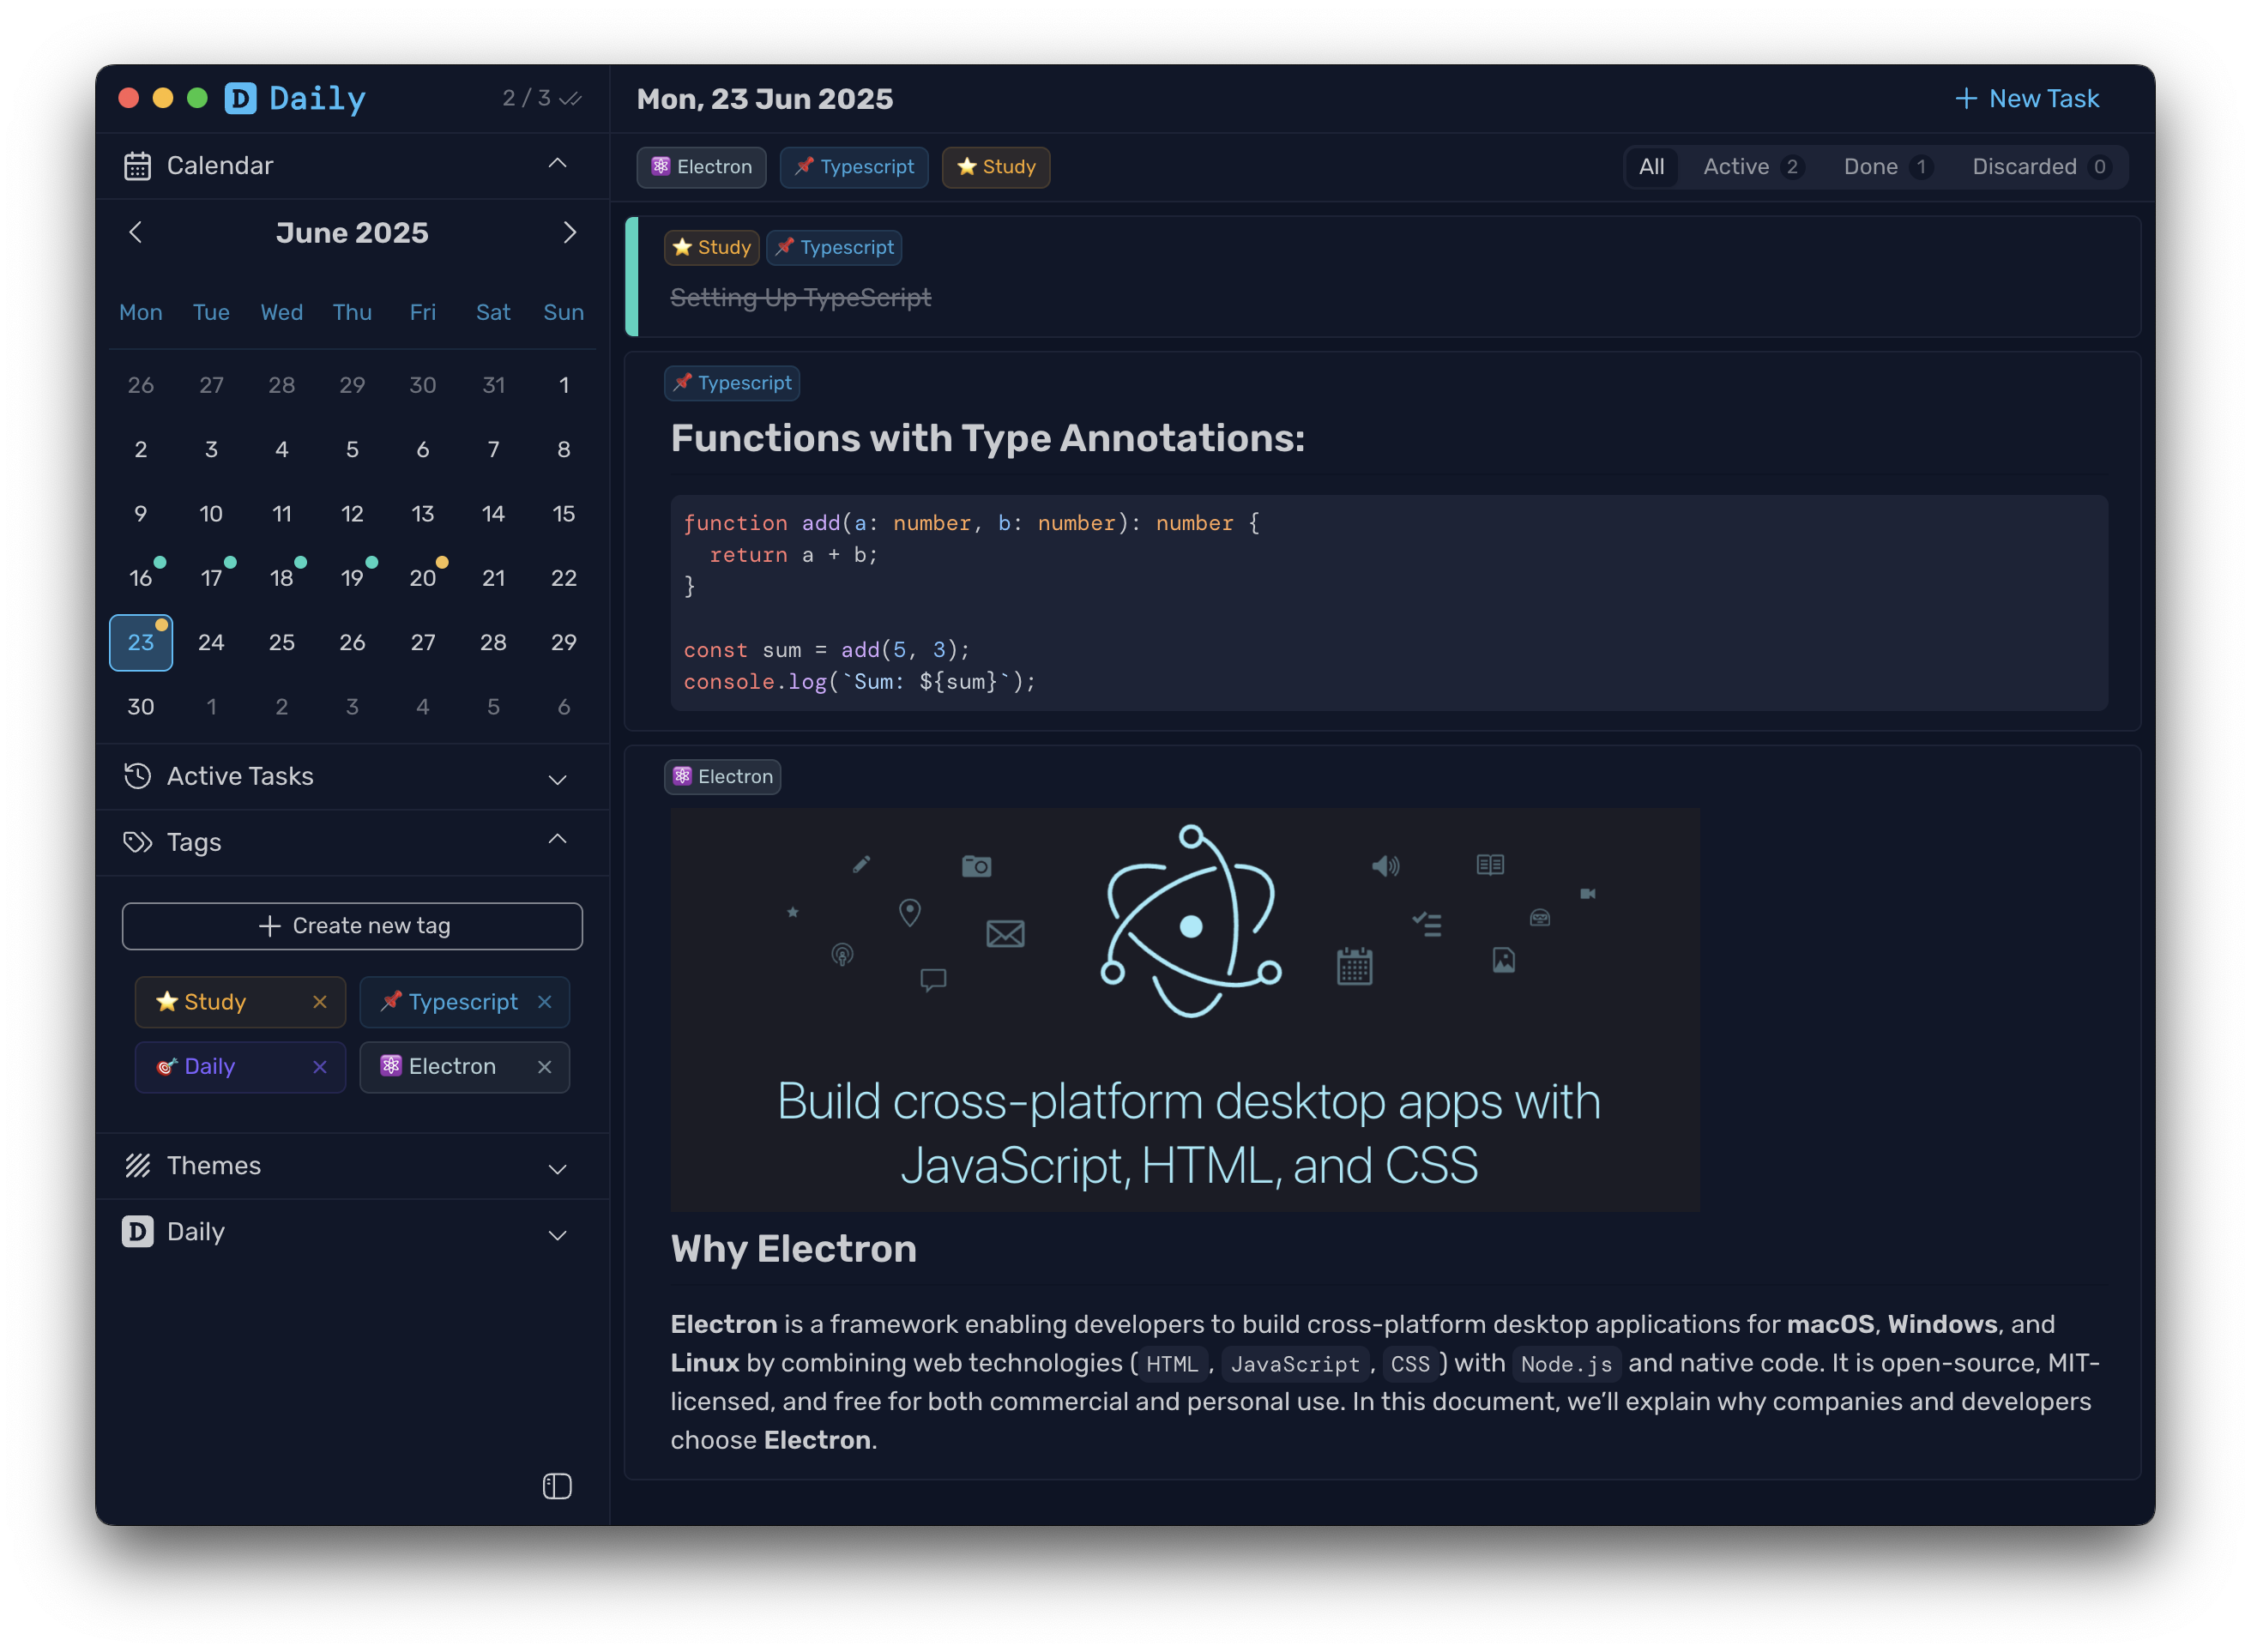 D Daily 2 / 3
Calendar
June 2025
Mon Tue Wed Thu Fri Sat Sun
26 27 28 29 30 31 1
2 3 4 5 6 7 8
9 10 11 12 13 14 15
16 17 18 19 20 21 22
23 24 25 26 27 28 29
30 1 2 3 4 5 6
Active Tasks
Tags
+ Create new tag
Study × Typescript ×
Daily × Electron ×
Themes
D Daily
Mon, 23 Jun 2025 + New Task
Electron Typescript Study All Active 2 Done 1 Discarded 0
Study Typescript
Setting Up TypeScript
Typescript
Functions with Type Annotations:
function add(a: number, b: number): number {
  return a + b;
}
const sum = add(5, 3);
console.log(`Sum: ${sum}`);
Electron
Build cross-platform desktop apps with
JavaScript, HTML, and CSS
Why Electron
Electron is a framework enabling developers to build cross-platform desktop applications for macOS, Windows, and
Linux by combining web technologies ( HTML , JavaScript , CSS ) with Node.js and native code. It is open-source, MIT-
licensed, and free for both commercial and personal use. In this document, we’ll explain why companies and developers
choose Electron.